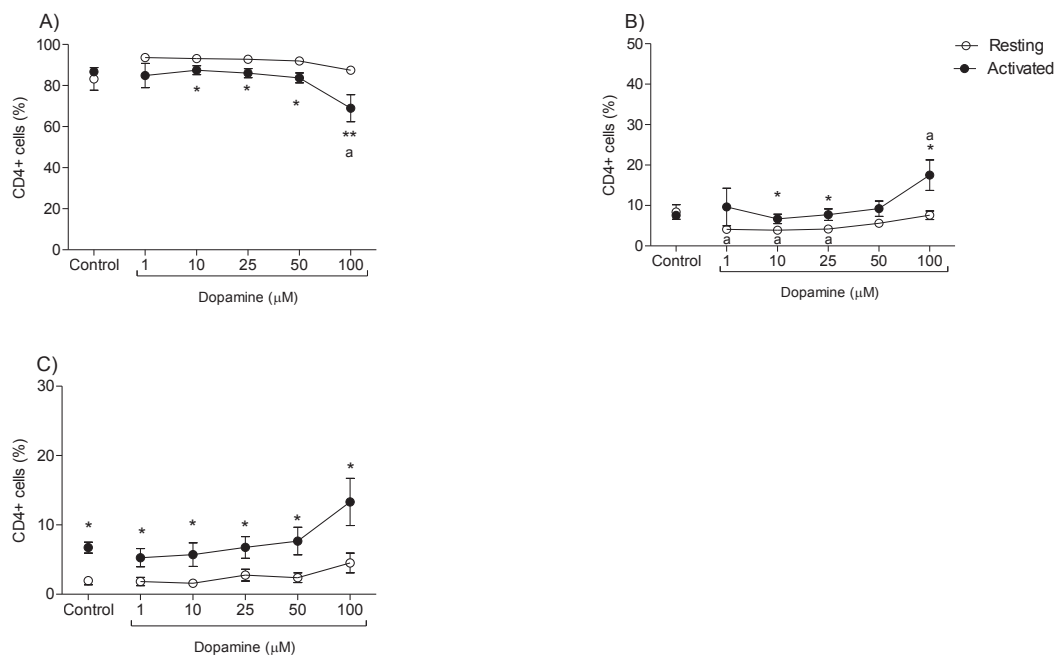 A)
100
80
60
40
20
0
CD4+ cells (%)
*
*
*
**
a
Control
1
10
25
50
100
Dopamine (μM)
B)
50
40
30
20
10
0
CD4+ cells (%)
a
*
*
*
a
a
a
Control
1
10
25
50
100
Dopamine (μM)
Resting
Activated
C)
30
20
10
0
CD4+ cells (%)
*
*
*
*
*
*
Control
1
10
25
50
100
Dopamine (μM)